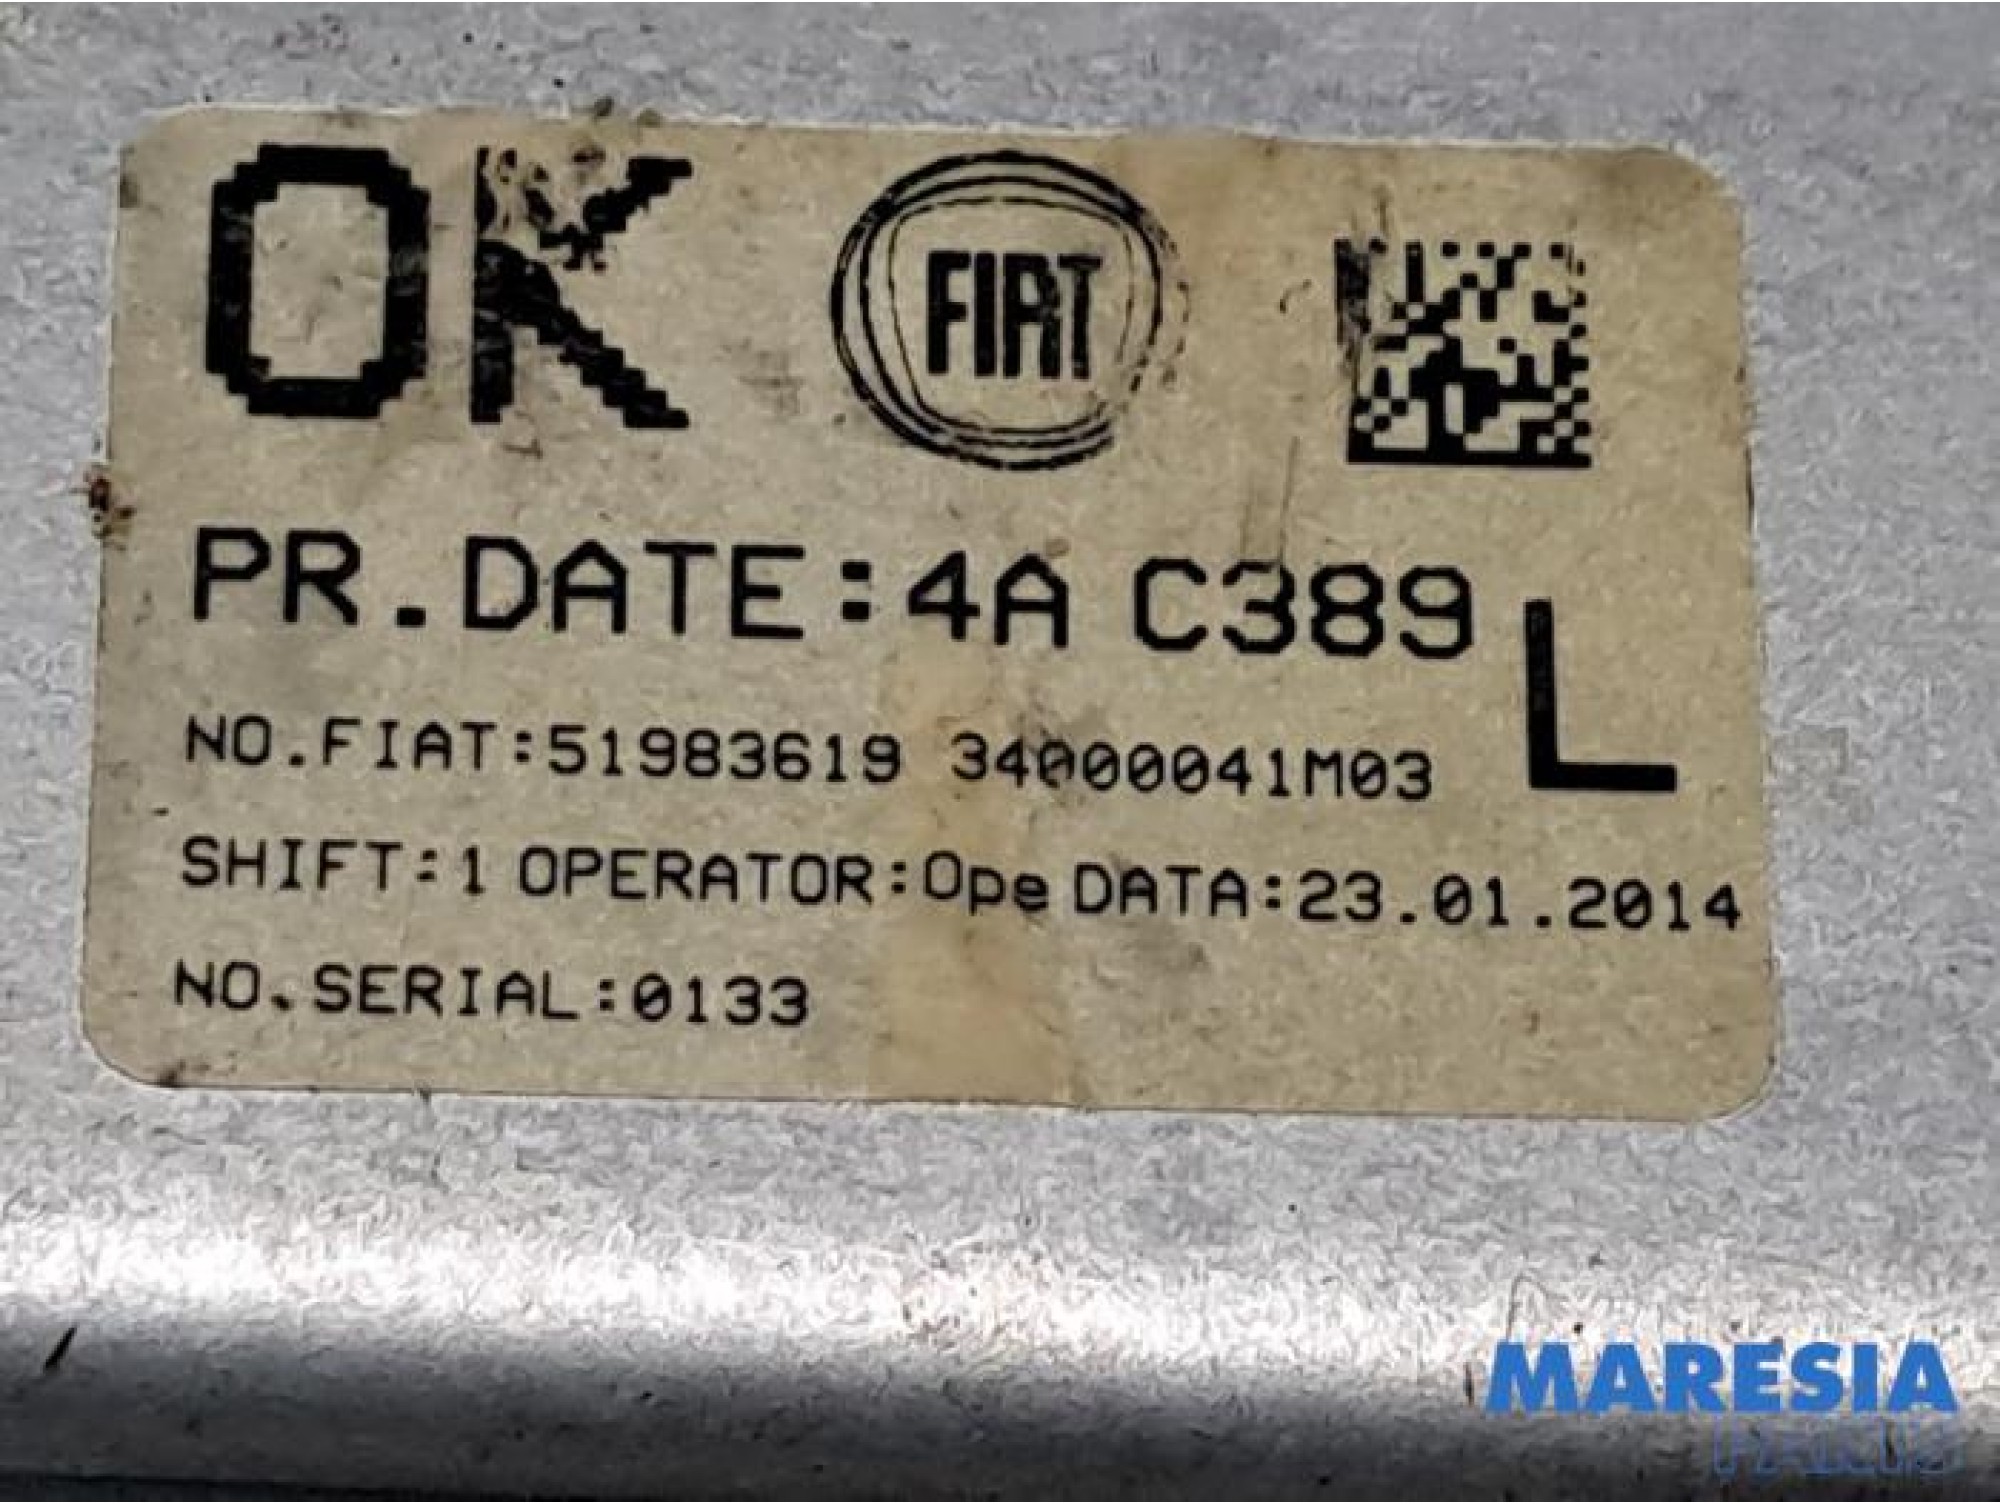 OK FIAT
PR.DATE:4A C389
L
NO.FIAT:51983619 34000041M03
SHIFT:1 OPERATOR:Ope DATA:23.01.2014
NO.SERIAL:0133
MARESIA
PARTS